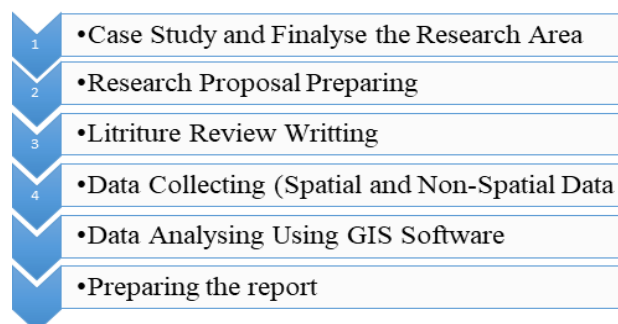 1 •Case Study and Finalyse the Research Area
2 •Research Proposal Preparing
3 •Litriture Review Writting
4 •Data Collecting (Spatial and Non-Spatial Data
•Data Analysing Using GIS Software
•Preparing the report